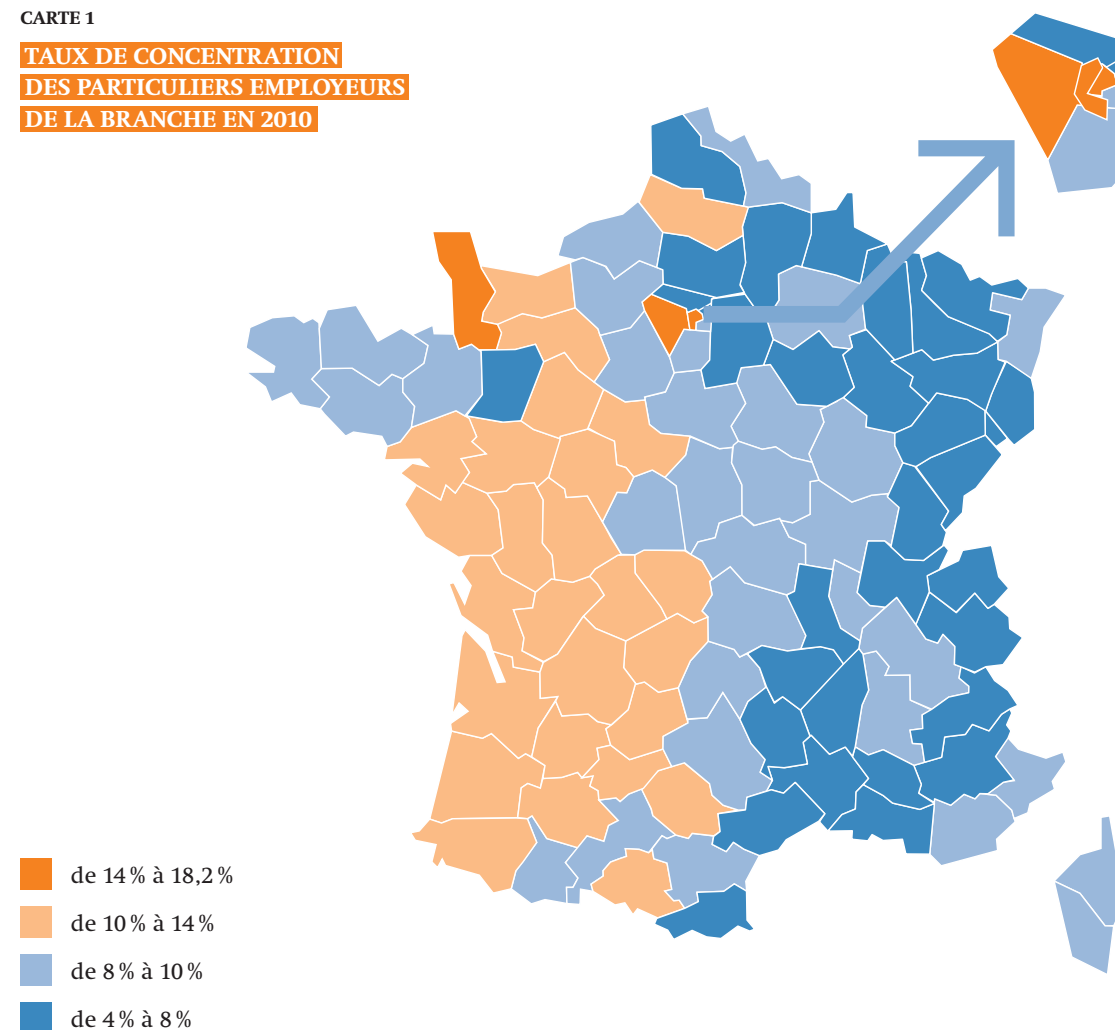 CARTE 1
TAUX DE CONCENTRATION
DES PARTICULIERS EMPLOYEURS
DE LA BRANCHE EN 2010
de 14 % à 18,2 %
de 10 % à 14 %
de 8 % à 10 %
de 4 % à 8 %